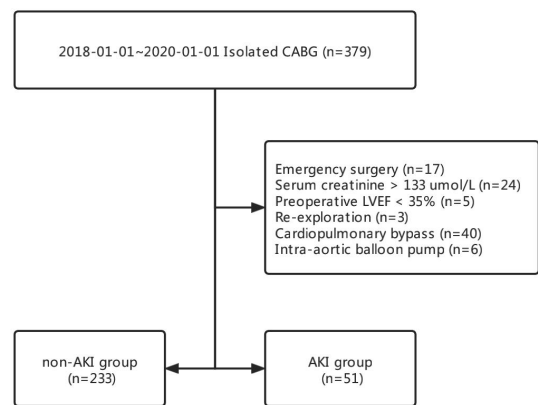 2018-01-01~2020-01-01 Isolated CABG (n=379)
Emergency surgery (n=17)
Serum creatinine > 133 umol/L (n=24)
Preoperative LVEF < 35% (n=5)
Re-exploration (n=3)
Cardiopulmonary bypass (n=40)
Intra-aortic balloon pump (n=6)
non-AKI group
(n=233)
AKI group
(n=51)